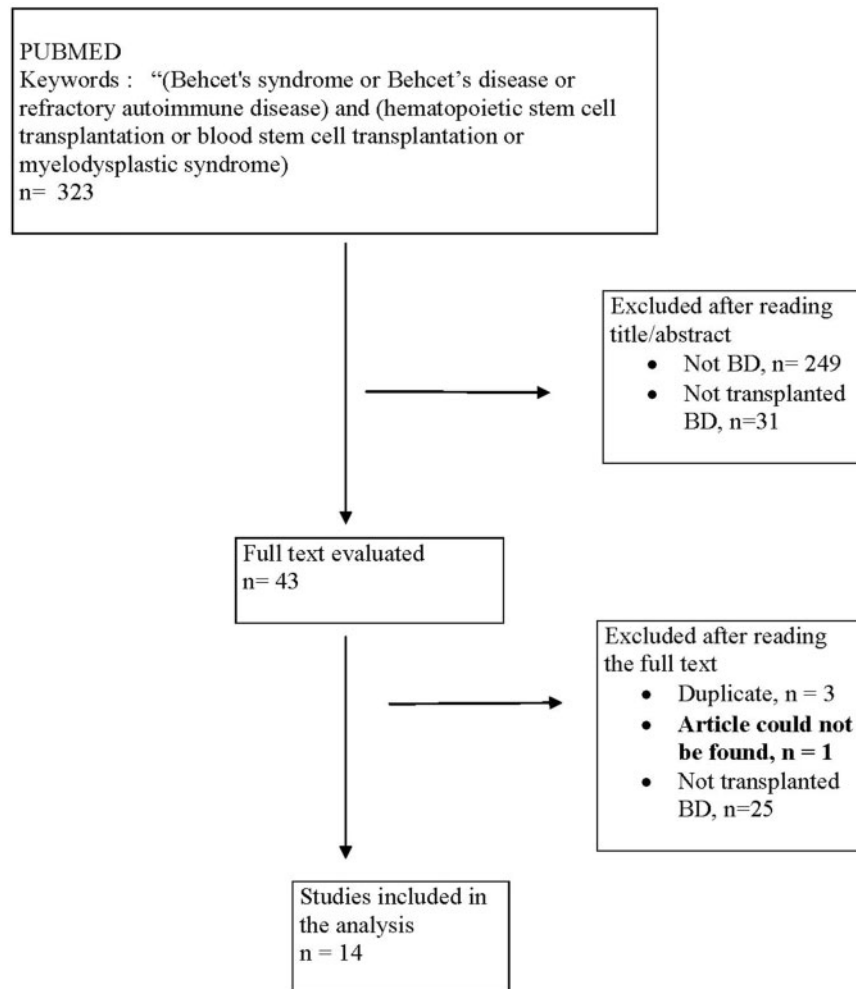 PUBMED
Keywords : “(Behcet's syndrome or Behcet’s disease or
refractory autoimmune disease) and (hematopoietic stem cell
transplantation or blood stem cell transplantation or
myelodysplastic syndrome)
n= 323
Excluded after reading
title/abstract
• Not BD, n= 249
• Not transplanted
BD, n=31
Full text evaluated
n= 43
Excluded after reading
the full text
• Duplicate, n = 3
• Article could not
be found, n = 1
• Not transplanted
BD, n=25
Studies included in
the analysis
n = 14